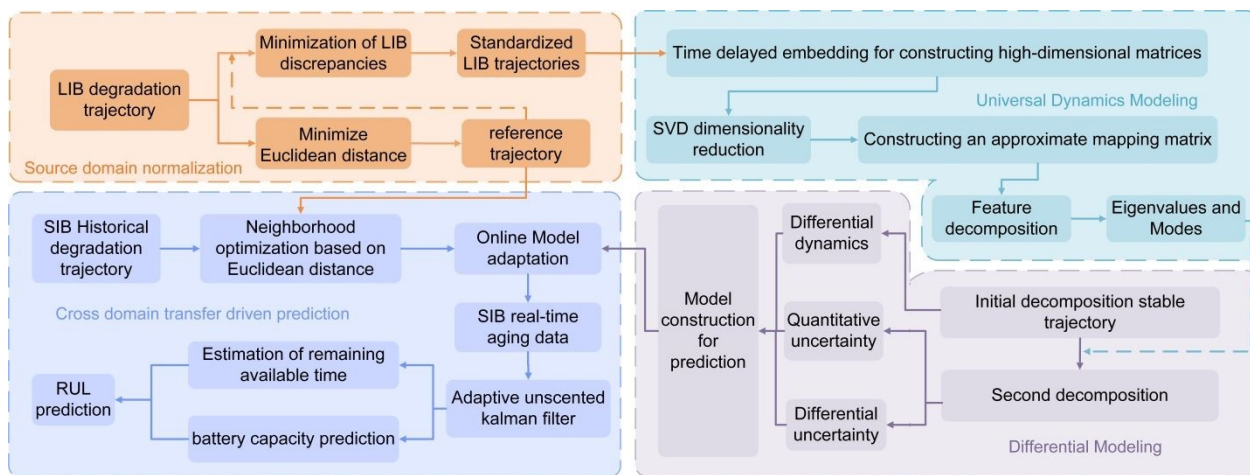 LIB degradation
trajectory
Minimization of LIB
discrepancies
Standardized
LIB trajectories
Minimize
Euclidean distance
reference
trajectory
Source domain normalization
Time delayed embedding for constructing high-dimensional matrices
Universal Dynamics Modeling
SVD dimensionality
reduction
Constructing an approximate mapping matrix
Feature
decomposition
Eigenvalues and
Modes
SIB Historical
degradation
trajectory
Neighborhood
optimization based on
Euclidean distance
Online Model
adaptation
Cross domain transfer driven prediction
SIB real-time
aging data
Estimation of remaining
available time
RUL
prediction
battery capacity prediction
Adaptive unscented
kalman filter
Model
construction
for
prediction
Differential
dynamics
Quantitative
uncertainty
Differential
uncertainty
Initial decomposition stable
trajectory
Second decomposition
Differential Modeling